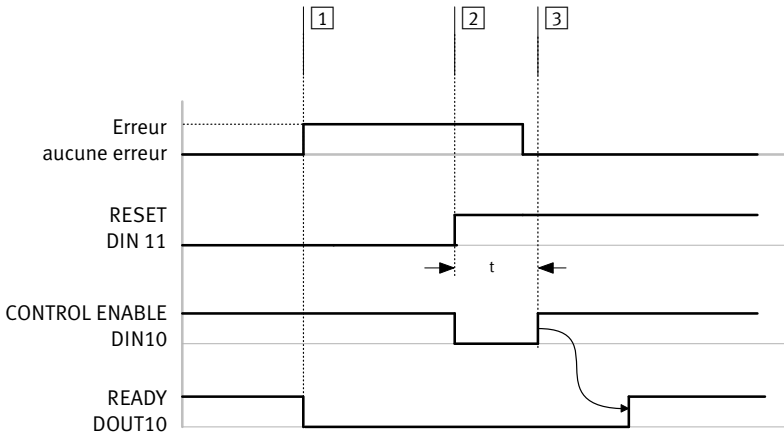 1 2 3
Erreur
aucune erreur
RESET
DIN 11
t
CONTROL ENABLE
DIN10
READY
DOUT10